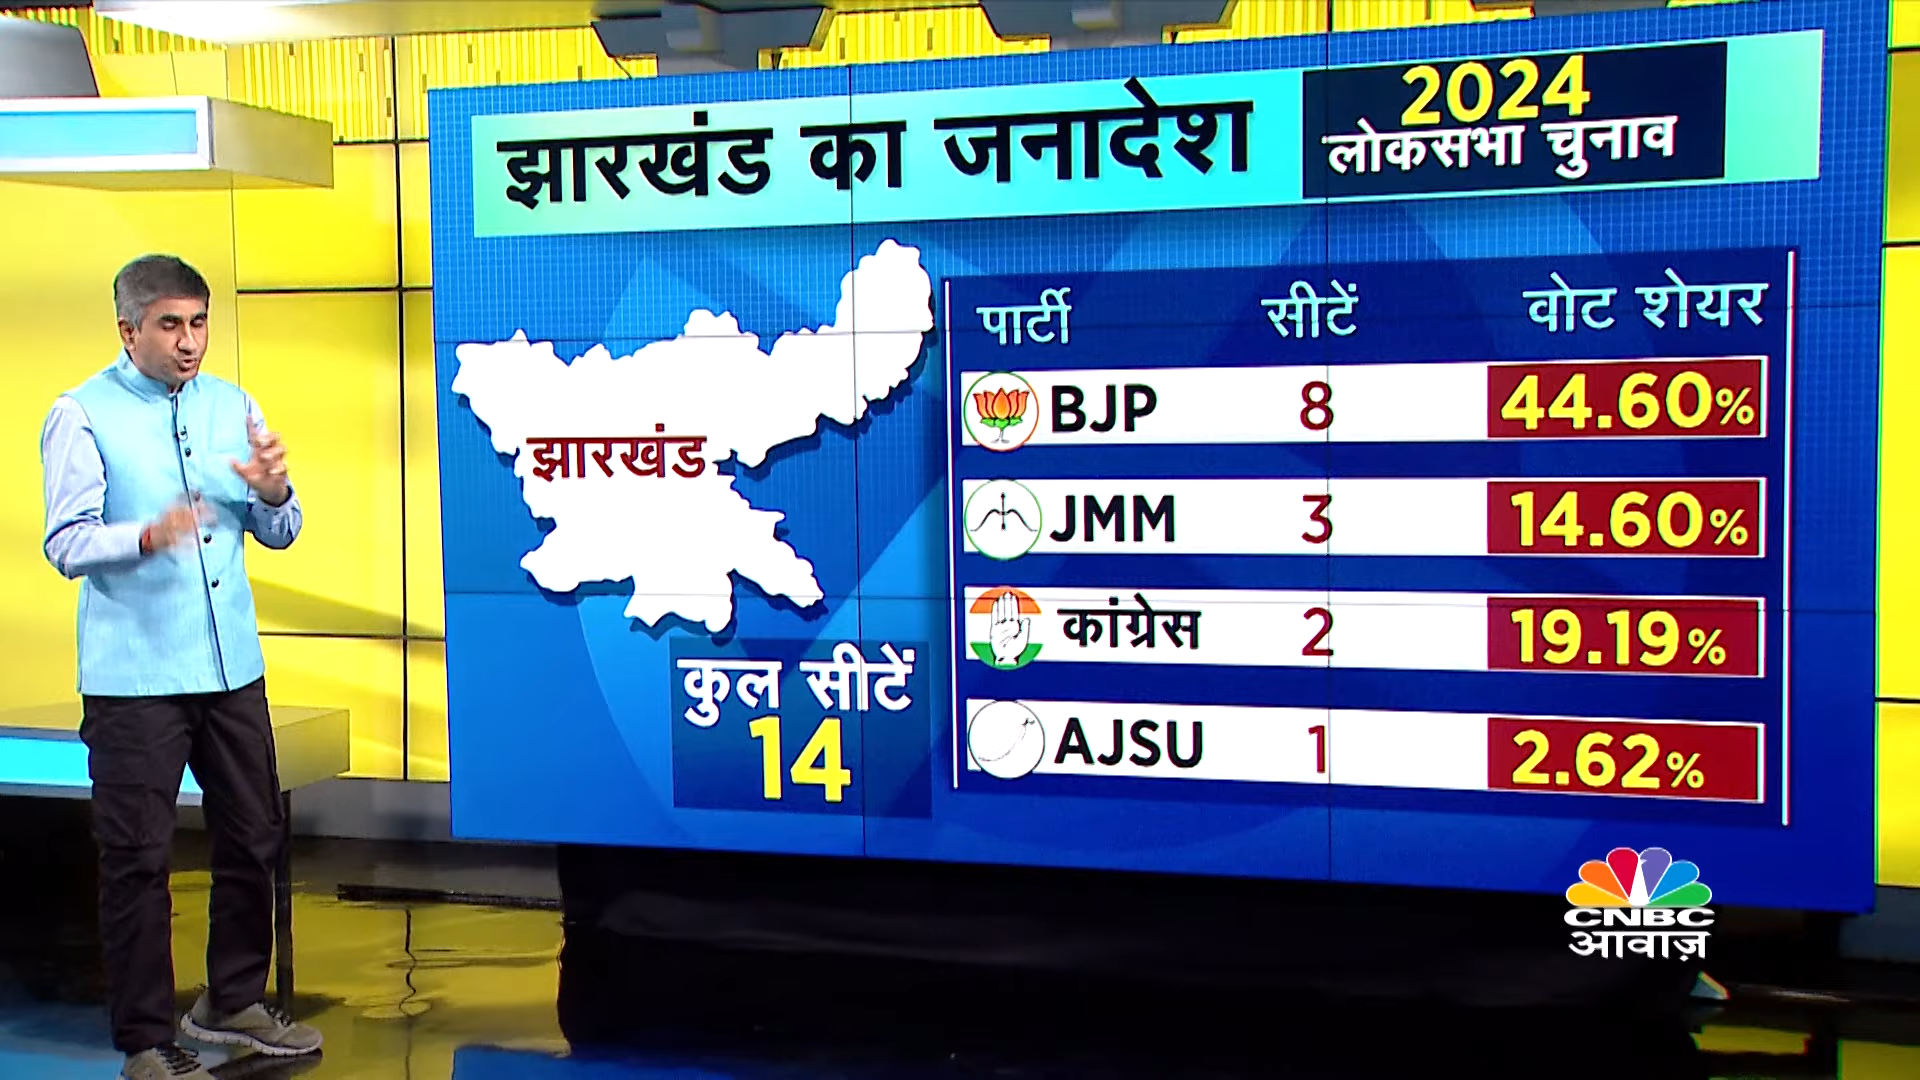 झारखंड का जनादेश
2024
लोकसभा चुनाव
झारखंड
कुल सीटें
14
पार्टी सीटें वोट शेयर
BJP 8 44.60%
JMM 3 14.60%
कांग्रेस 2 19.19%
AJSU 1 2.62%
CNBC
आवाज़